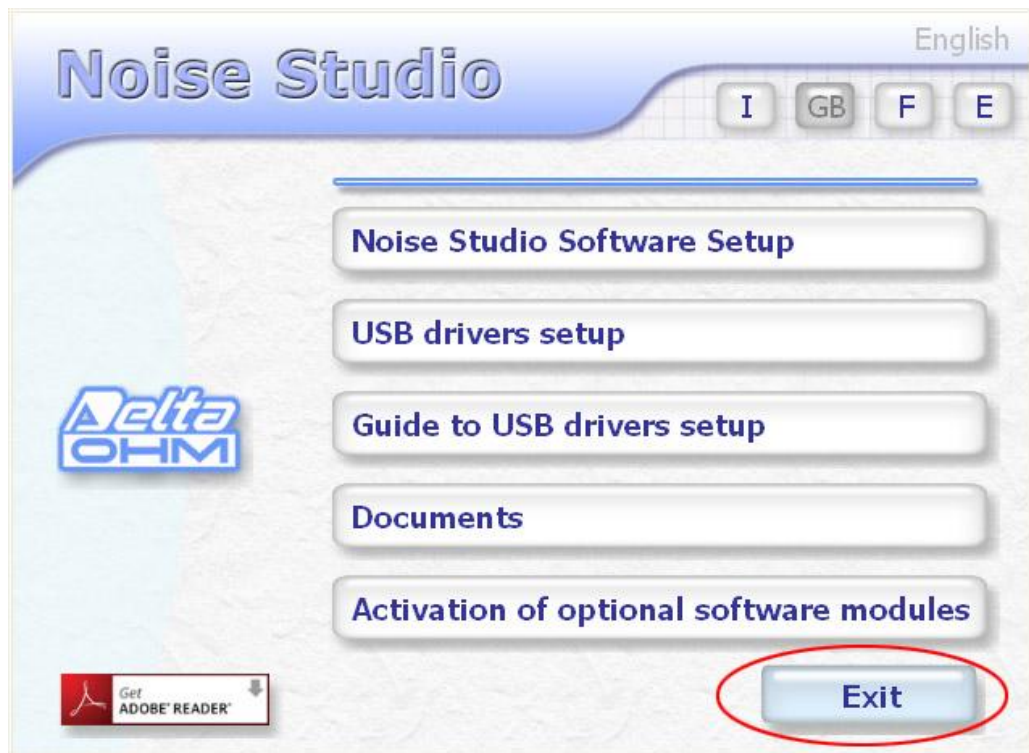 English
Noise Studio
I GB F E
Noise Studio Software Setup
USB drivers setup
Delta
OHM
Guide to USB drivers setup
Documents
Activation of optional software modules
Get
ADOBE® READER®
Exit